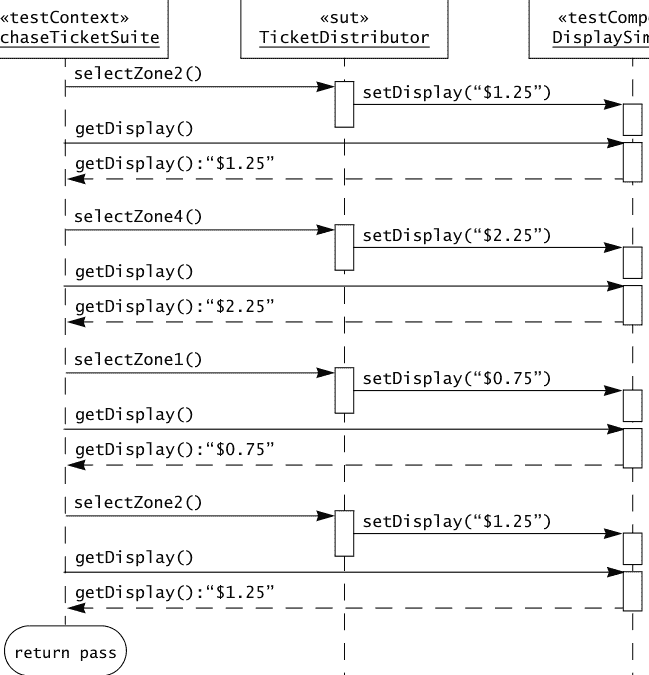 «testContext» «sut» «testCompo
chaseTicketSuite TicketDistributor DisplaySim
selectZone2()
setDisplay(“$1.25”)
getDisplay()
getDisplay():“$1.25”
selectZone4()
setDisplay(“$2.25”)
getDisplay()
getDisplay():“$2.25”
selectZone1()
setDisplay(“$0.75”)
getDisplay()
getDisplay():“$0.75”
selectZone2()
setDisplay(“$1.25”)
getDisplay()
getDisplay():“$1.25”
return pass